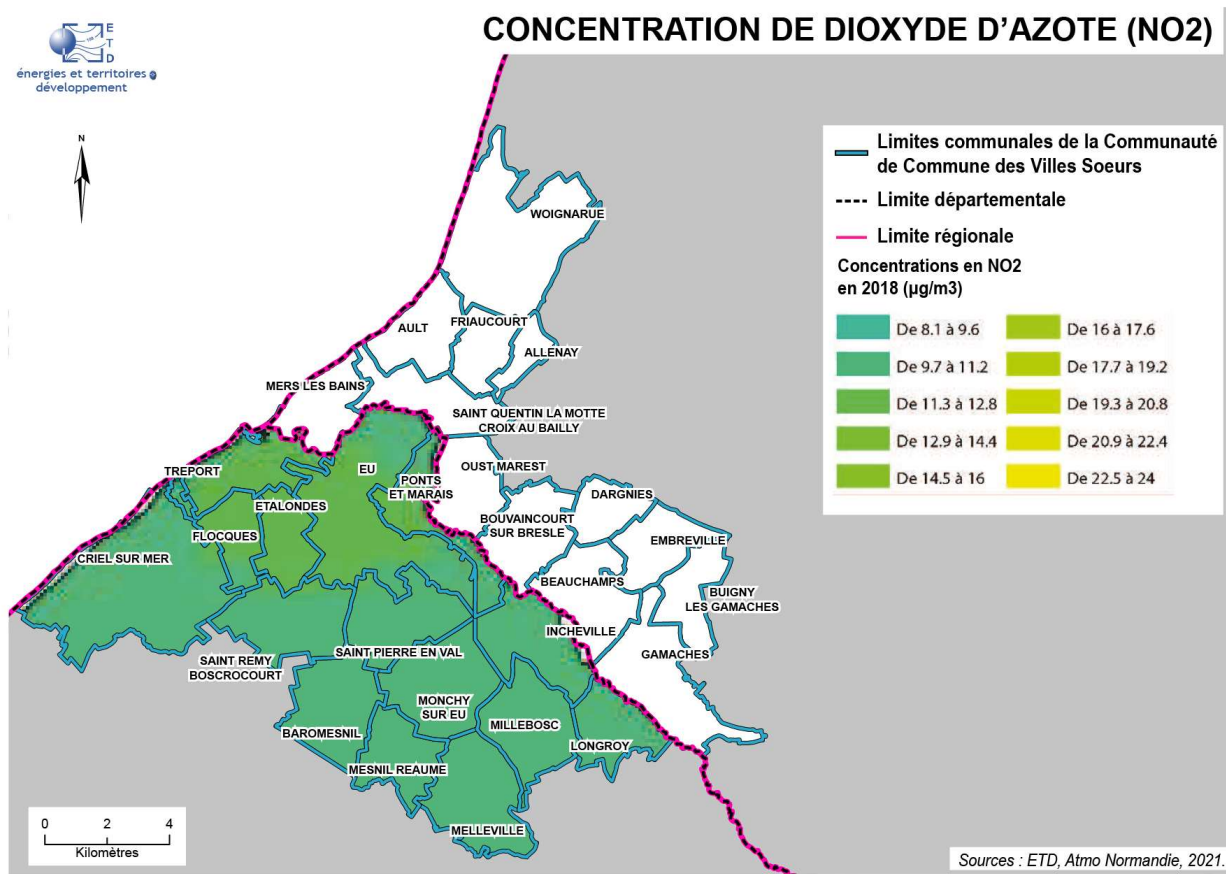 CONCENTRATION DE DIOXYDE D'AZOTE (NO2)
E
T
D
énergies et territoires
développement
N
Limites communales de la Communauté
de Commune des Villes Soeurs
Limite départementale
Limite régionale
Concentrations en NO2
en 2018 (µg/m3)
De 8.1 à 9.6
De 9.7 à 11.2
De 11.3 à 12.8
De 12.9 à 14.4
De 14.5 à 16
De 16 à 17.6
De 17.7 à 19.2
De 19.3 à 20.8
De 20.9 à 22.4
De 22.5 à 24
WOIGNARUE
AULT
FRIAUCOURT
ALLENAY
MERS LES BAINS
SAINT QUENTIN LA MOTTE
CROIX AU BAILLY
TREPORT
EU
OUST MAREST
PONTS
ET MARAIS
DARGNIES
ETALONDES
BOUVAINCOURT
SUR BRESLE
FLOCQUES
EMBREVILLE
CRIEL SUR MER
BEAUCHAMPS
BUIGNY
LES GAMACHES
INCHEVILLE
SAINT PIERRE EN VAL
GAMACHES
SAINT REMY
BOSCROCOURT
MONCHY
SUR EU
MILLEBOSC
BAROMESNIL
LONGROY
MESNIL REAUME
MELLEVILLE
0 2 4
Kilomètres
Sources : ETD, Atmo Normandie, 2021.